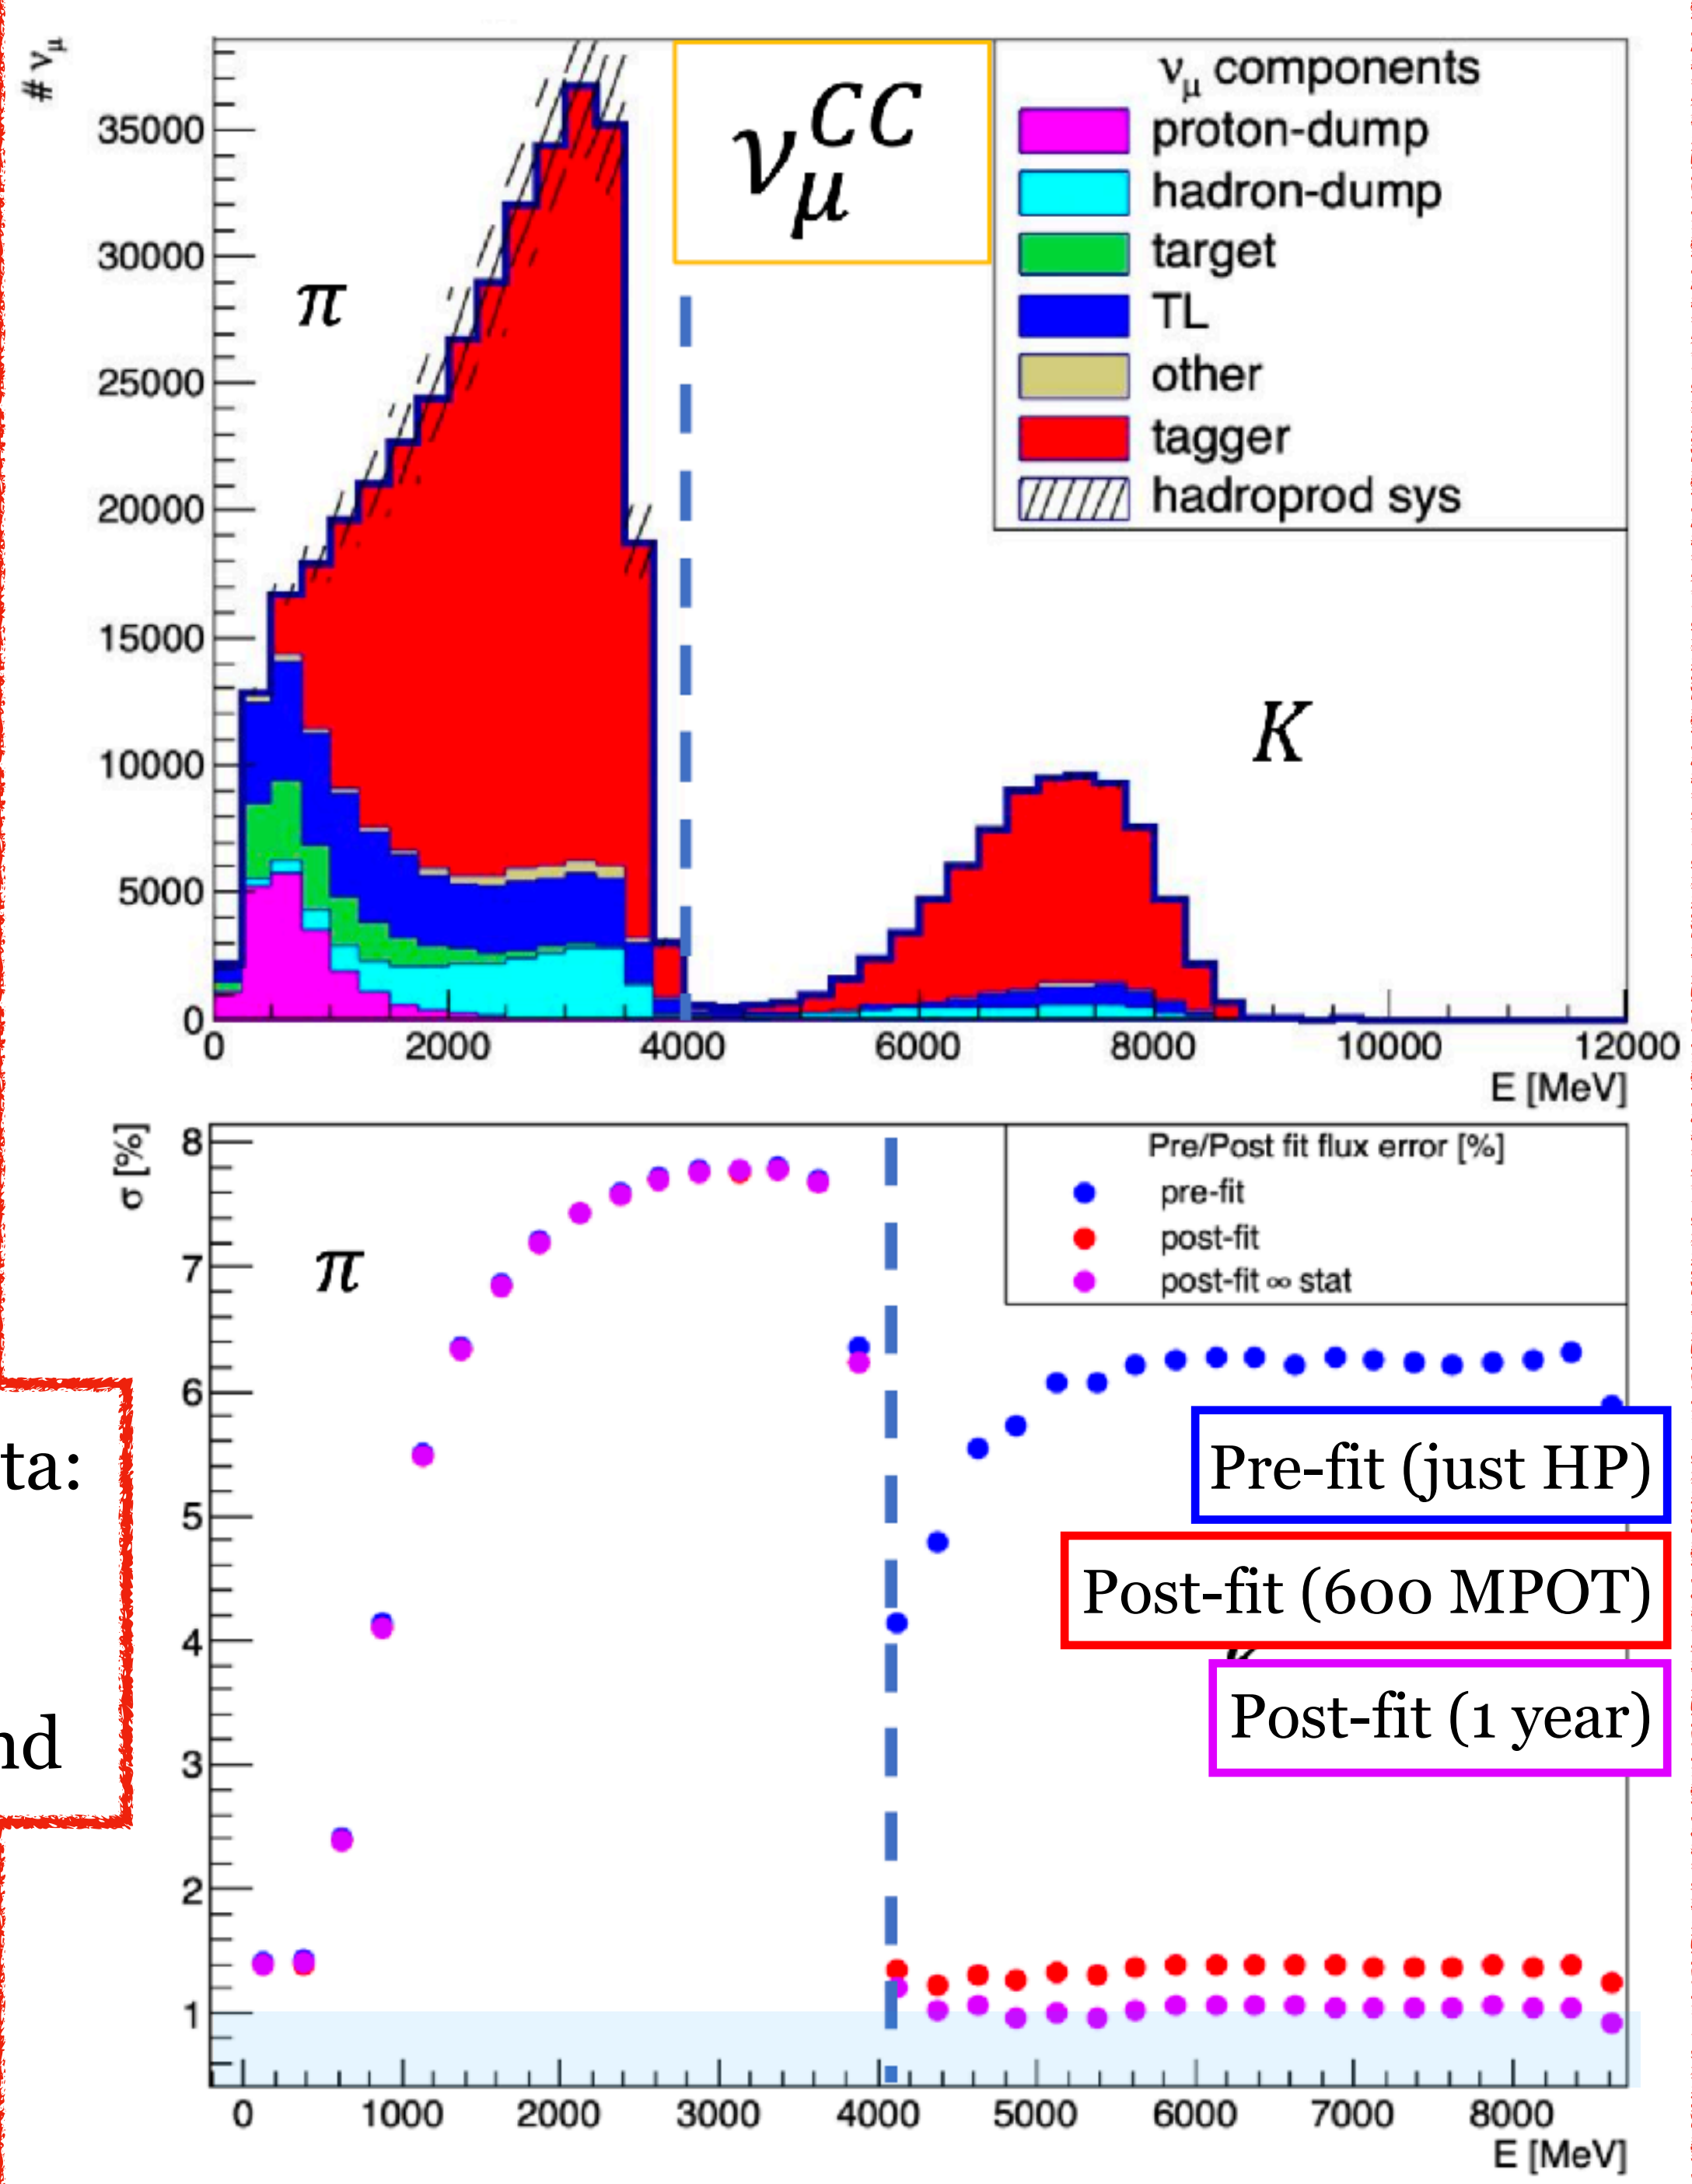 # νμ
νμ^CC
νμ components
proton-dump
hadron-dump
target
TL
other
tagger
hadroprod sys
π
K
35000
30000
25000
20000
15000
10000
5000
0
0 2000 4000 6000 8000 10000 12000
E [MeV]
σ [%]
Pre/Post fit flux error [%]
pre-fit
post-fit
post-fit ∞ stat
π
8
7
6
5
4
3
2
1
ta:
nd
Pre-fit (just HP)
Post-fit (600 MPOT)
Post-fit (1 year)
0 1000 2000 3000 4000 5000 6000 7000 8000
E [MeV]